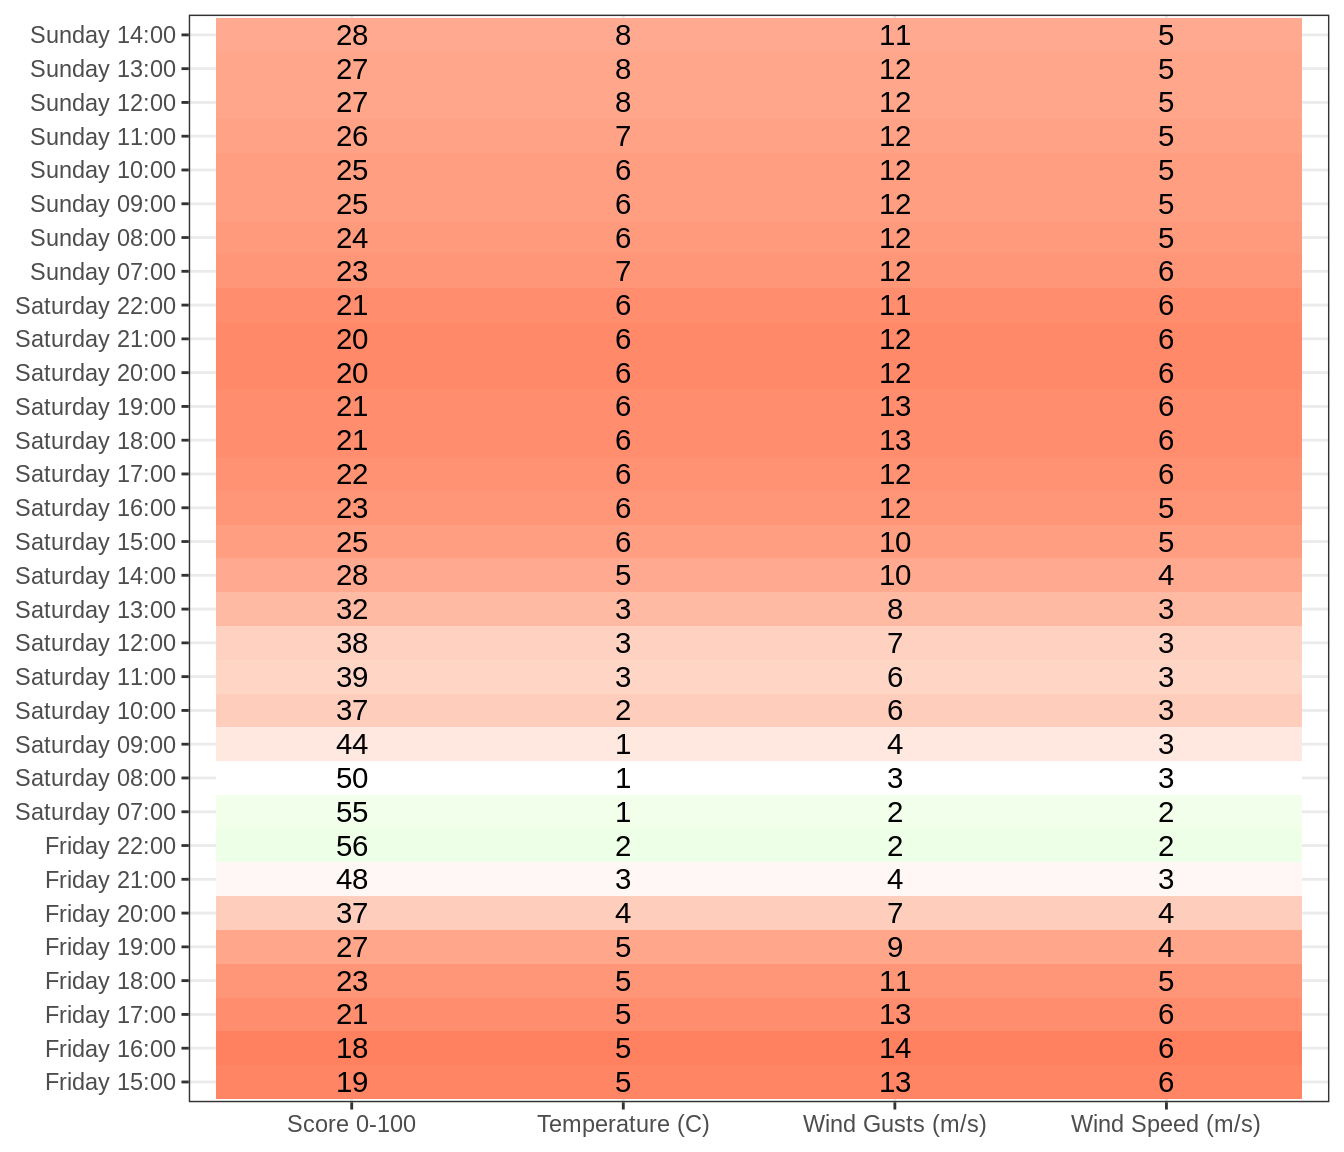 Sunday 14:00 28 8 11 5
Sunday 13:00 27 8 12 5
Sunday 12:00 27 8 12 5
Sunday 11:00 26 7 12 5
Sunday 10:00 25 6 12 5
Sunday 09:00 25 6 12 5
Sunday 08:00 24 6 12 5
Sunday 07:00 23 7 12 6
Saturday 22:00 21 6 11 6
Saturday 21:00 20 6 12 6
Saturday 20:00 20 6 12 6
Saturday 19:00 21 6 13 6
Saturday 18:00 21 6 13 6
Saturday 17:00 22 6 12 6
Saturday 16:00 23 6 12 5
Saturday 15:00 25 6 10 5
Saturday 14:00 28 5 10 4
Saturday 13:00 32 3 8 3
Saturday 12:00 38 3 7 3
Saturday 11:00 39 3 6 3
Saturday 10:00 37 2 6 3
Saturday 09:00 44 1 4 3
Saturday 08:00 50 1 3 3
Saturday 07:00 55 1 2 2
Friday 22:00 56 2 2 2
Friday 21:00 48 3 4 3
Friday 20:00 37 4 7 4
Friday 19:00 27 5 9 4
Friday 18:00 23 5 11 5
Friday 17:00 21 5 13 6
Friday 16:00 18 5 14 6
Friday 15:00 19 5 13 6
Score 0-100 Temperature (C) Wind Gusts (m/s) Wind Speed (m/s)